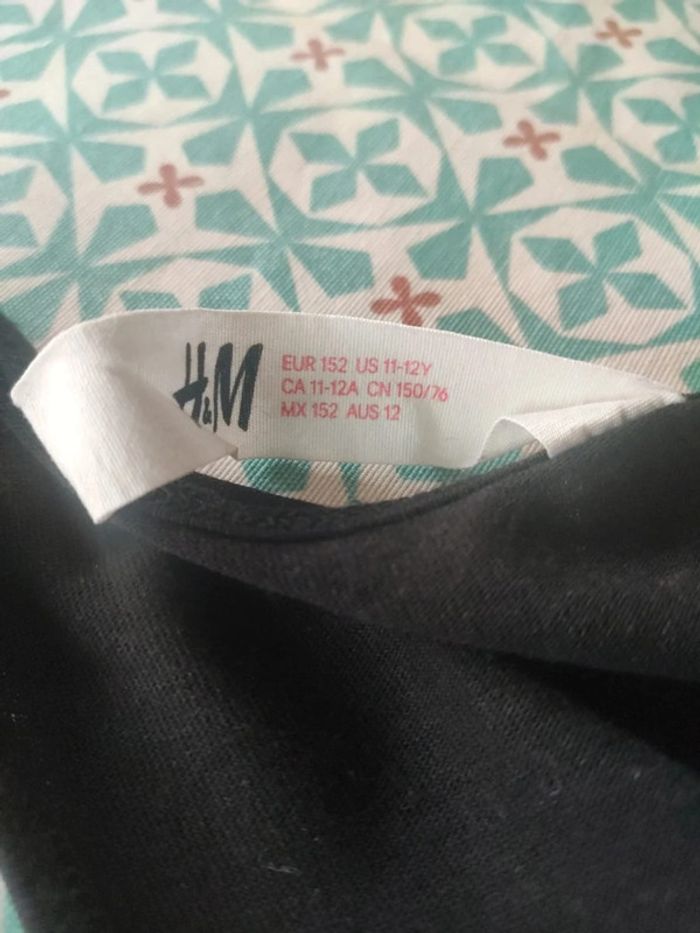 H&M
EUR 152 US 11-12Y
CA 11-12A CN 150/76
MX 152 AUS 12